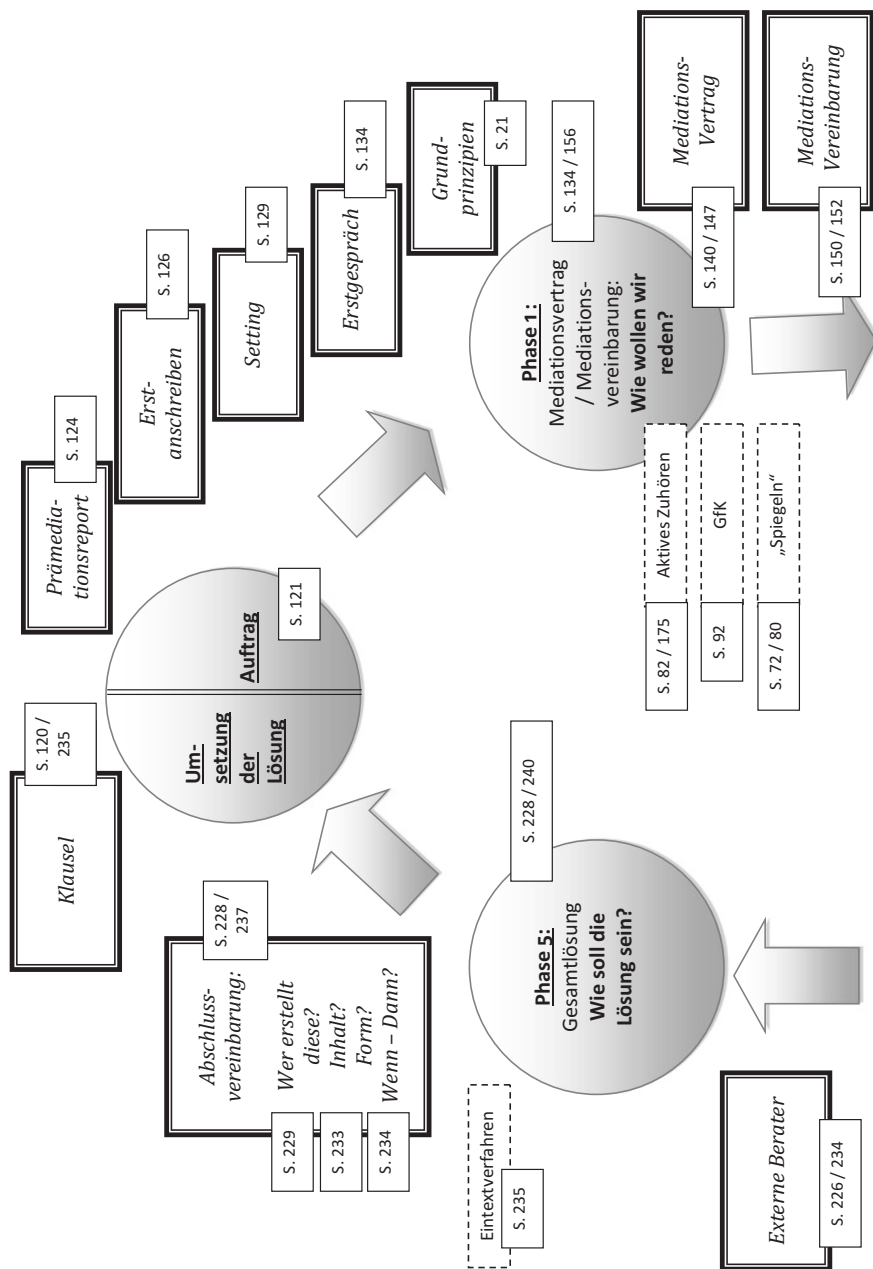 Klausel
S. 120 /
235
Prämedia-
tionsreport
S. 124
Erst-
anschreiben
S. 126
Setting
S. 129
Erstgespräch
S. 134
Grund-
prinzipien
S. 21
Um-
setzung
der
Lösung
Auftrag
S. 121
Abschluss-
vereinbarung:
Wer erstellt
diese?
Inhalt?
Form?
Wenn – Dann?
S. 228 /
237
S. 229
S. 233
S. 234
Phase 1:
Mediationsvertrag
/ Mediations-
vereinbarung:
Wie wollen wir
reden?
S. 134 / 156
Mediations-
Vertrag
S. 140 / 147
Mediations-
Vereinbarung
S. 150 / 152
Aktives Zuhören
S. 82 / 175
GfK
S. 92
„Spiegeln“
S. 72 / 80
Phase 5:
Gesamtlösung
Wie soll die
Lösung sein?
S. 228 / 240
Eintextverfahren
S. 235
Externe Berater
S. 226 / 234